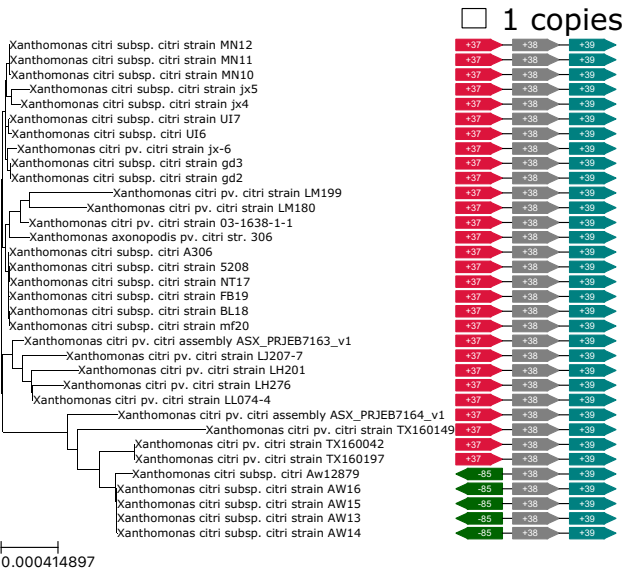 1 copies
Xanthomonas citri subsp. citri strain MN12 +37 +38 +39
Xanthomonas citri subsp. citri strain MN11 +37 +38 +39
Xanthomonas citri subsp. citri strain MN10 +37 +38 +39
Xanthomonas citri subsp. citri strain jx5 +37 +38 +39
Xanthomonas citri subsp. citri strain jx4 +37 +38 +39
Xanthomonas citri subsp. citri strain UI7 +37 +38 +39
Xanthomonas citri subsp. citri UI6 +37 +38 +39
Xanthomonas citri pv. citri strain jx-6 +37 +38 +39
Xanthomonas citri subsp. citri strain gd3 +37 +38 +39
Xanthomonas citri subsp. citri strain gd2 +37 +38 +39
Xanthomonas citri pv. citri strain LM199 +37 +38 +39
Xanthomonas citri pv. citri strain LM180 +37 +38 +39
Xanthomonas citri pv. citri strain 03-1638-1-1 +37 +38 +39
Xanthomonas axonopodis pv. citri str. 306 +37 +38 +39
Xanthomonas citri subsp. citri A306 +37 +38 +39
Xanthomonas citri subsp. citri strain 5208 +37 +38 +39
Xanthomonas citri subsp. citri strain NT17 +37 +38 +39
Xanthomonas citri subsp. citri strain FB19 +37 +38 +39
Xanthomonas citri subsp. citri strain BL18 +37 +38 +39
Xanthomonas citri subsp. citri strain mf20 +37 +38 +39
Xanthomonas citri pv. citri assembly ASX_PRJEB7163_v1 +37 +38 +39
Xanthomonas citri pv. citri strain LJ207-7 +37 +38 +39
Xanthomonas citri pv. citri strain LH201 +37 +38 +39
Xanthomonas citri pv. citri strain LH276 +37 +38 +39
Xanthomonas citri pv. citri strain LL074-4 +37 +38 +39
Xanthomonas citri pv. citri assembly ASX_PRJEB7164_v1 +37 +38 +39
Xanthomonas citri pv. citri strain TX160149 +37 +38 +39
Xanthomonas citri pv. citri strain TX160042 +37 +38 +39
Xanthomonas citri pv. citri strain TX160197 +37 +38 +39
Xanthomonas citri subsp. citri Aw12879 -85 +38 +39
Xanthomonas citri subsp. citri strain AW16 -85 +38 +39
Xanthomonas citri subsp. citri strain AW15 -85 +38 +39
Xanthomonas citri subsp. citri strain AW13 -85 +38 +39
Xanthomonas citri subsp. citri strain AW14 -85 +38 +39
0.000414897